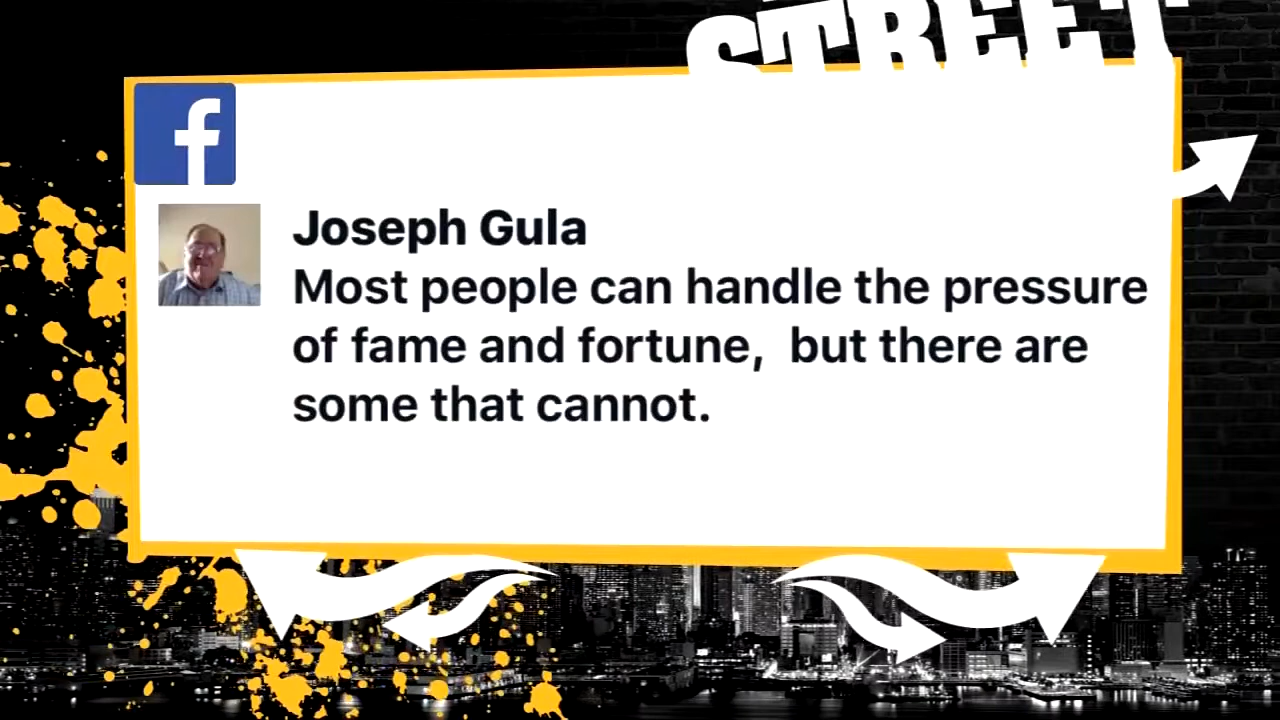 STREET
f
Joseph Gula
Most people can handle the pressure
of fame and fortune,  but there are
some that cannot.